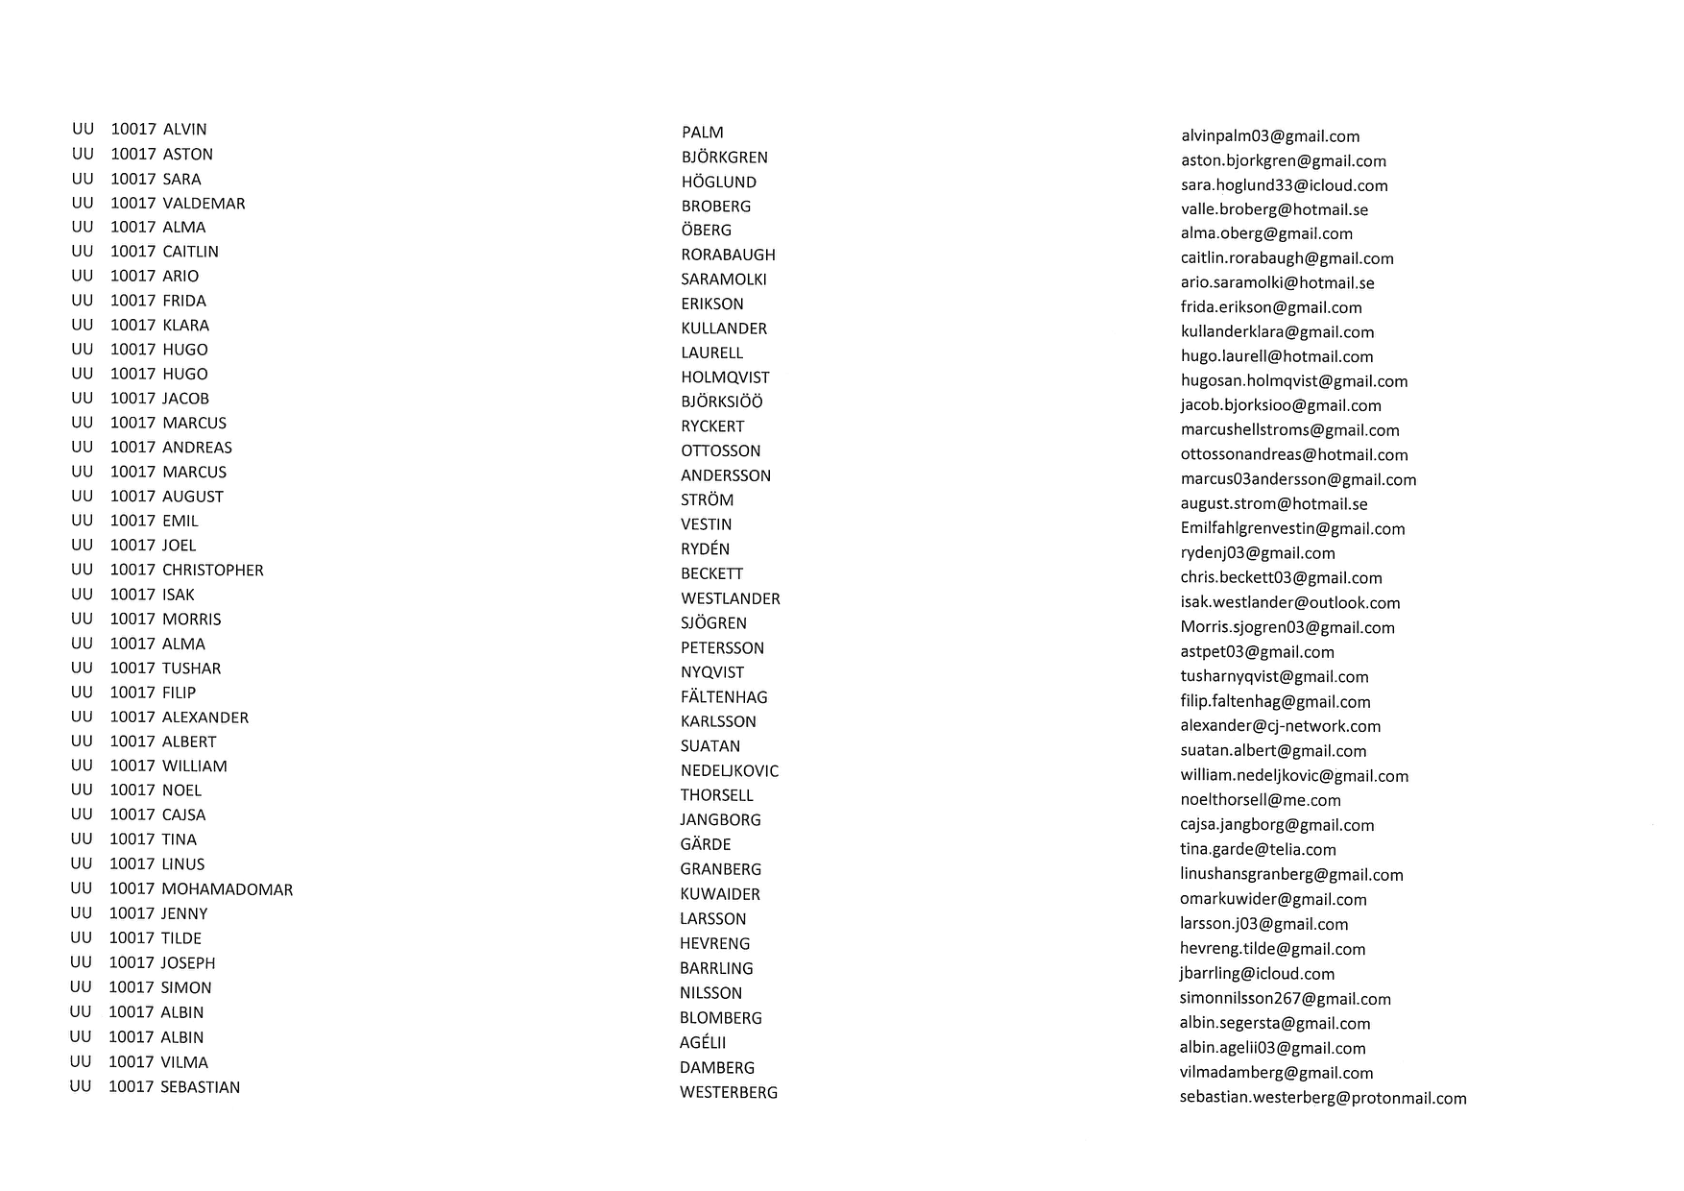 UU 10017 ALVIN PALM alvinpalm03@gmail.com
UU 10017 ASTON BJÖRKGREN aston.bjorkgren@gmail.com
UU 10017 SARA HÖGLUND sara.hoglund33@icloud.com
UU 10017 VALDEMAR BROBERG valle.broberg@hotmail.se
UU 10017 ALMA ÖBERG alma.oberg@gmail.com
UU 10017 CAITLIN RORABAUGH caitlin.rorabaugh@gmail.com
UU 10017 ARIO SARAMOLKI ario.saramolki@hotmail.se
UU 10017 FRIDA ERIKSON frida.erikson@gmail.com
UU 10017 KLARA KULLANDER kullanderklara@gmail.com
UU 10017 HUGO LAURELL hugo.laurell@hotmail.com
UU 10017 HUGO HOLMQVIST hugosan.holmqvist@gmail.com
UU 10017 JACOB BJÖRKSIÖÖ jacob.bjorksioo@gmail.com
UU 10017 MARCUS RYCKERT marcushellstroms@gmail.com
UU 10017 ANDREAS OTTOSSON ottossonandreas@hotmail.com
UU 10017 MARCUS ANDERSSON marcus03andersson@gmail.com
UU 10017 AUGUST STRÖM august.strom@hotmail.se
UU 10017 EMIL VESTIN Emilfahlgrenvestin@gmail.com
UU 10017 JOEL RYDÉN rydenj03@gmail.com
UU 10017 CHRISTOPHER BECKETT chris.beckett03@gmail.com
UU 10017 ISAK WESTLANDER isak.westlander@outlook.com
UU 10017 MORRIS SJÖGREN Morris.sjogren03@gmail.com
UU 10017 ALMA PETERSSON astpet03@gmail.com
UU 10017 TUSHAR NYQVIST tusharnyqvist@gmail.com
UU 10017 FILIP FÄLTENHAG filip.faltenhag@gmail.com
UU 10017 ALEXANDER KARLSSON alexander@cj-network.com
UU 10017 ALBERT SUATAN suatan.albert@gmail.com
UU 10017 WILLIAM NEDELJKOVIC william.nedeljkovic@gmail.com
UU 10017 NOEL THORSELL noelthorsell@me.com
UU 10017 CAJSA JANGBORG cajsa.jangborg@gmail.com
UU 10017 TINA GÄRDE tina.garde@telia.com
UU 10017 LINUS GRANBERG linushansgranberg@gmail.com
UU 10017 MOHAMADOMAR KUWAIDER omarkuwider@gmail.com
UU 10017 JENNY LARSSON larsson.j03@gmail.com
UU 10017 TILDE HEVRENG hevreng.tilde@gmail.com
UU 10017 JOSEPH BARRLING jbarrling@icloud.com
UU 10017 SIMON NILSSON simonnilsson267@gmail.com
UU 10017 ALBIN BLOMBERG albin.segersta@gmail.com
UU 10017 ALBIN AGÉLII albin.agelii03@gmail.com
UU 10017 VILMA DAMBERG vilmadamberg@gmail.com
UU 10017 SEBASTIAN WESTERBERG sebastian.westerberg@protonmail.com